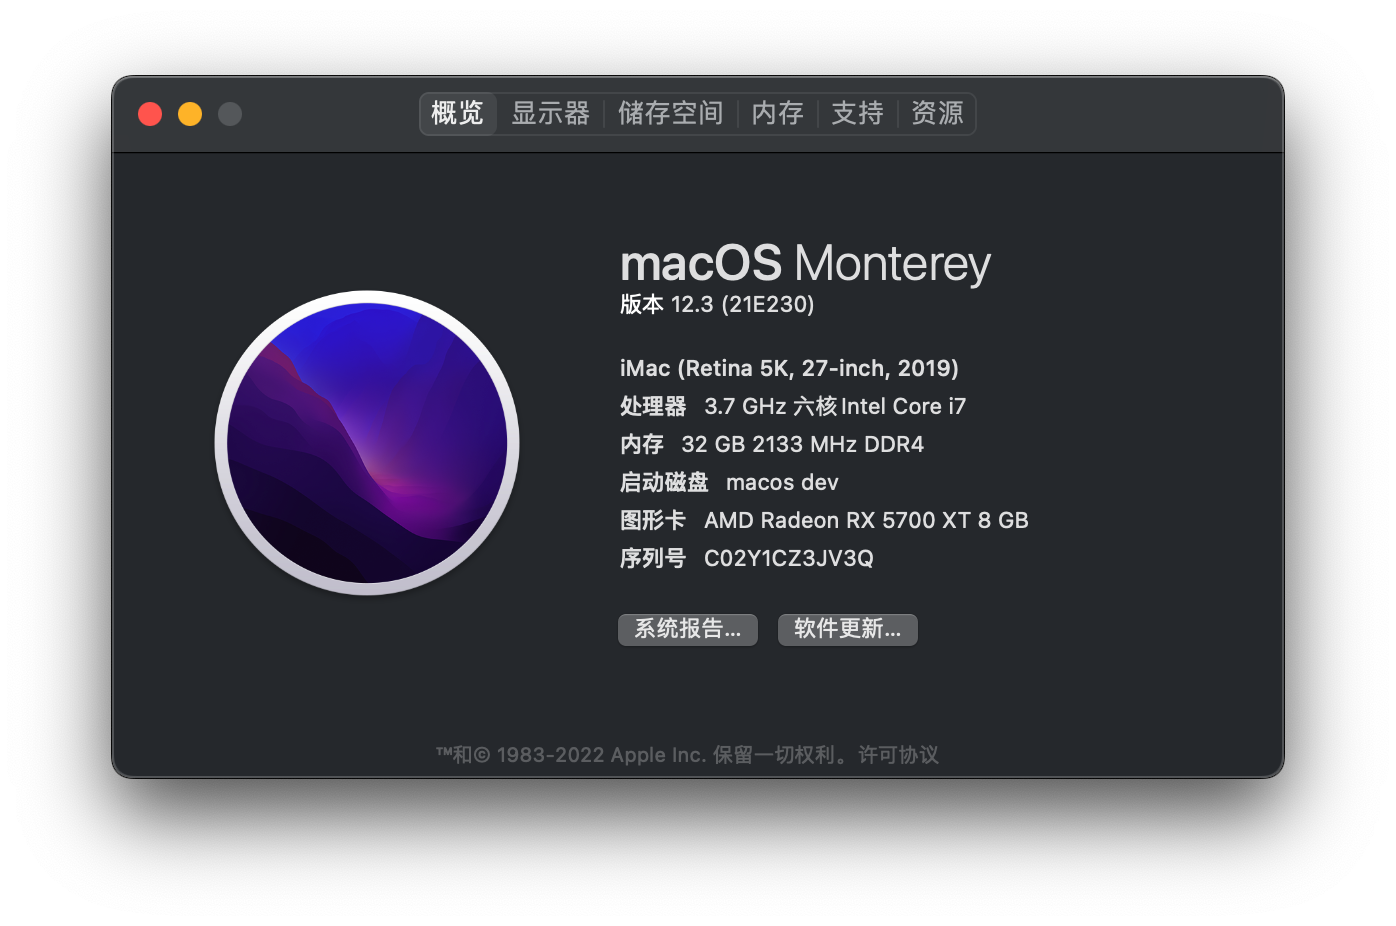 概览 显示器 储存空间 内存 支持 资源
macOS Monterey
版本 12.3 (21E230)
iMac (Retina 5K, 27-inch, 2019)
处理器 3.7 GHz 六核Intel Core i7
内存 32 GB 2133 MHz DDR4
启动磁盘 macos dev
图形卡 AMD Radeon RX 5700 XT 8 GB
序列号 C02Y1CZ3JV3Q
系统报告... 软件更新...
™和© 1983-2022 Apple Inc. 保留一切权利。许可协议